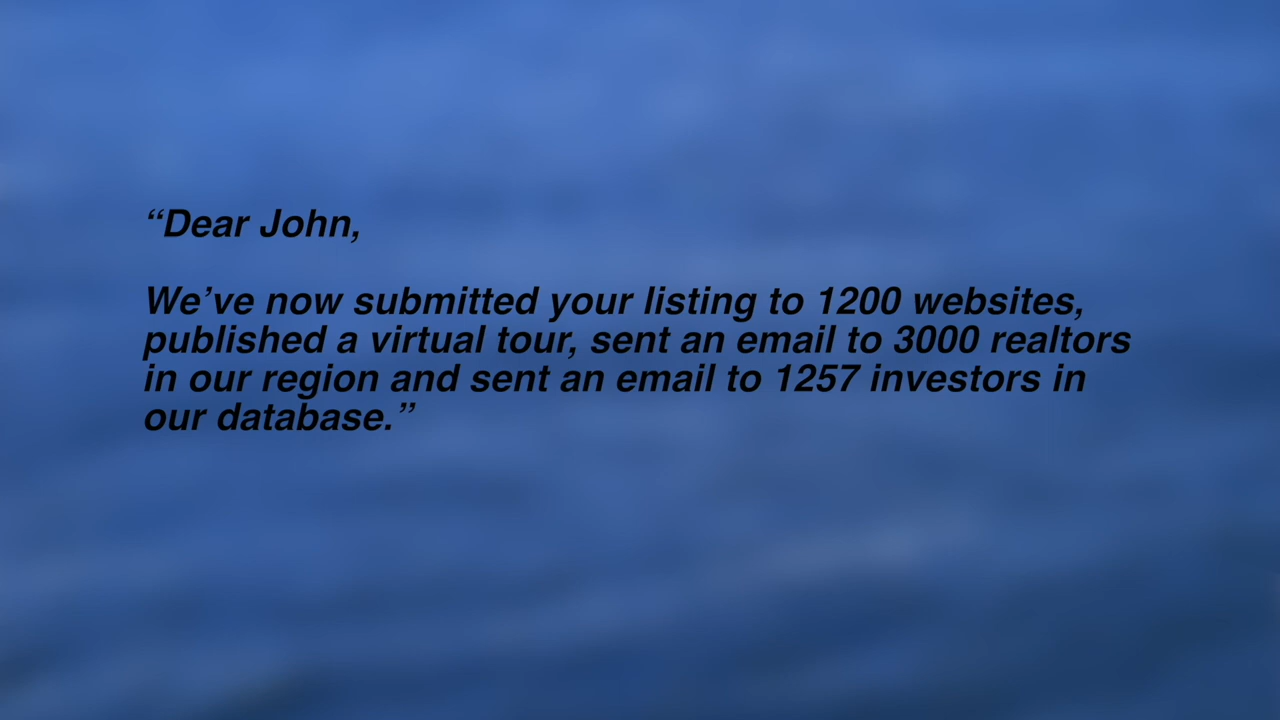 “Dear John,
We’ve now submitted your listing to 1200 websites,
published a virtual tour, sent an email to 3000 realtors
in our region and sent an email to 1257 investors in
our database.”